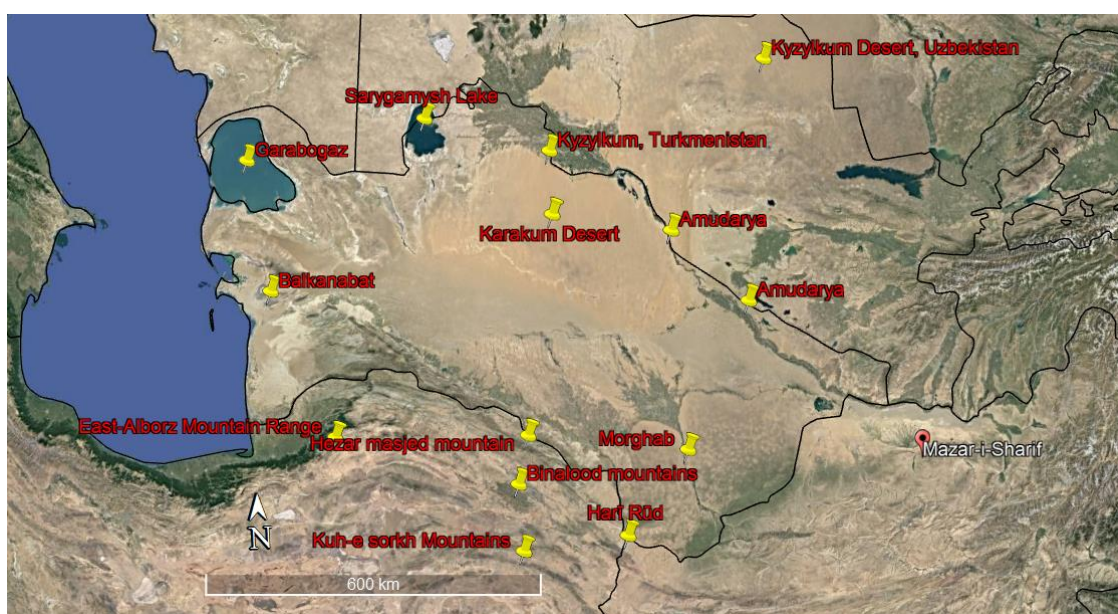 Kyzylkum Desert, Uzbekistan
Sarygamysh Lake
Garabogaz
Kyzylkum, Turkmenistan
Karakum Desert
Amudarya
Balkanabat
Amudarya
East-Alborz Mountain Range
Hezar masjed mountain
Morghab
Mazar-i-Sharif
Binalood mountains
Hari Rūd
Kuh-e sorkh Mountains
N
600 km